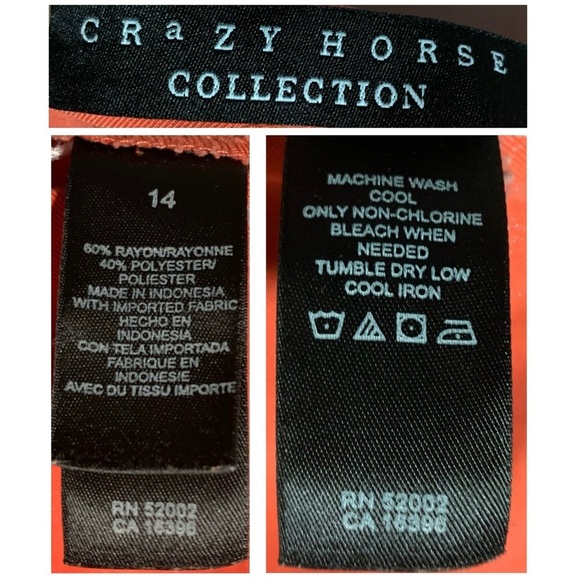 CRaZY HORSE
COLLECTION
14
60% RAYON/RAYONNE
40% POLYESTER/
POLIESTER
MADE IN INDONESIA
WITH IMPORTED FABRIC
HECHO EN
INDONESIA
CON TELA IMPORTADA
FABRIQUE EN
INDONESIE
AVEC DU TISSU IMPORTE
RN 52002
CA 16396
MACHINE WASH
COOL
ONLY NON-CHLORINE
BLEACH WHEN
NEEDED
TUMBLE DRY LOW
COOL IRON
RN 52002
CA 16396